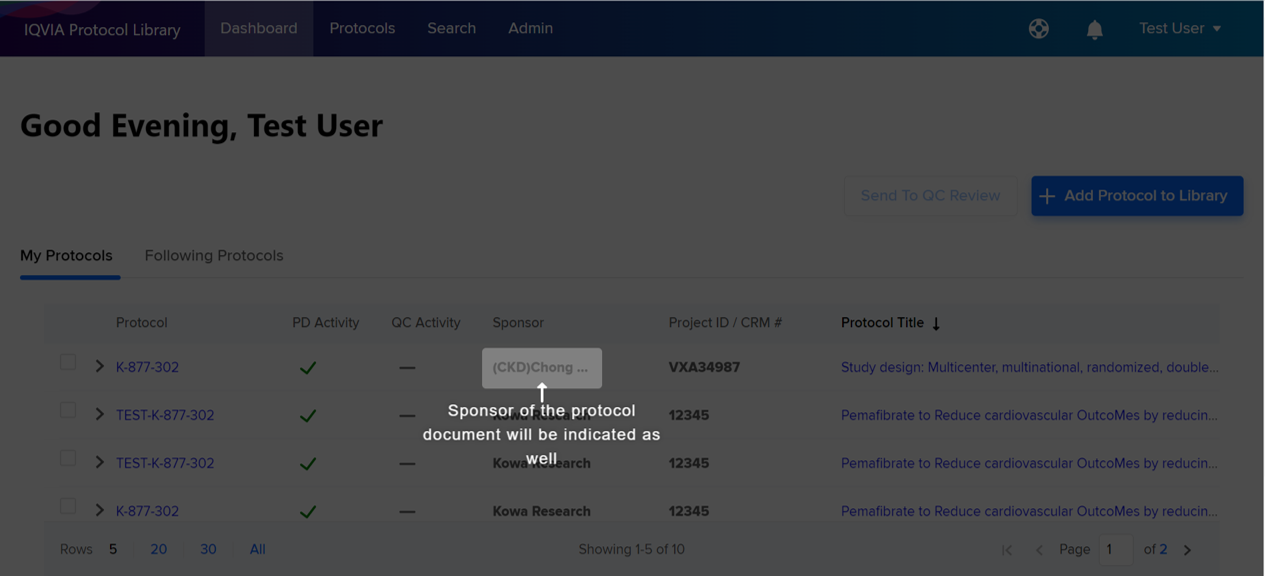 IQVIA Protocol Library Dashboard Protocols Search Admin Test User
Good Evening, Test User
Send To QC Review Add Protocol to Library
My Protocols Following Protocols
Protocol PD Activity QC Activity Sponsor Project ID / CRM # Protocol Title
K-877-302 — (CKD)Chong ... VXA34987 Study design: Multicenter, multinational, randomized, double...
TEST-K-877-302 — Kowa Research 12345 Pemafibrate to Reduce cardiovascular OutcoMes by reducin...
Sponsor of the protocol
document will be indicated as
well
TEST-K-877-302 — Kowa Research 12345 Pemafibrate to Reduce cardiovascular OutcoMes by reducin...
K-877-302 — Kowa Research 12345 Pemafibrate to Reduce cardiovascular OutcoMes by reducin...
Rows 5 20 30 All Showing 1-5 of 10 Page 1 of 2